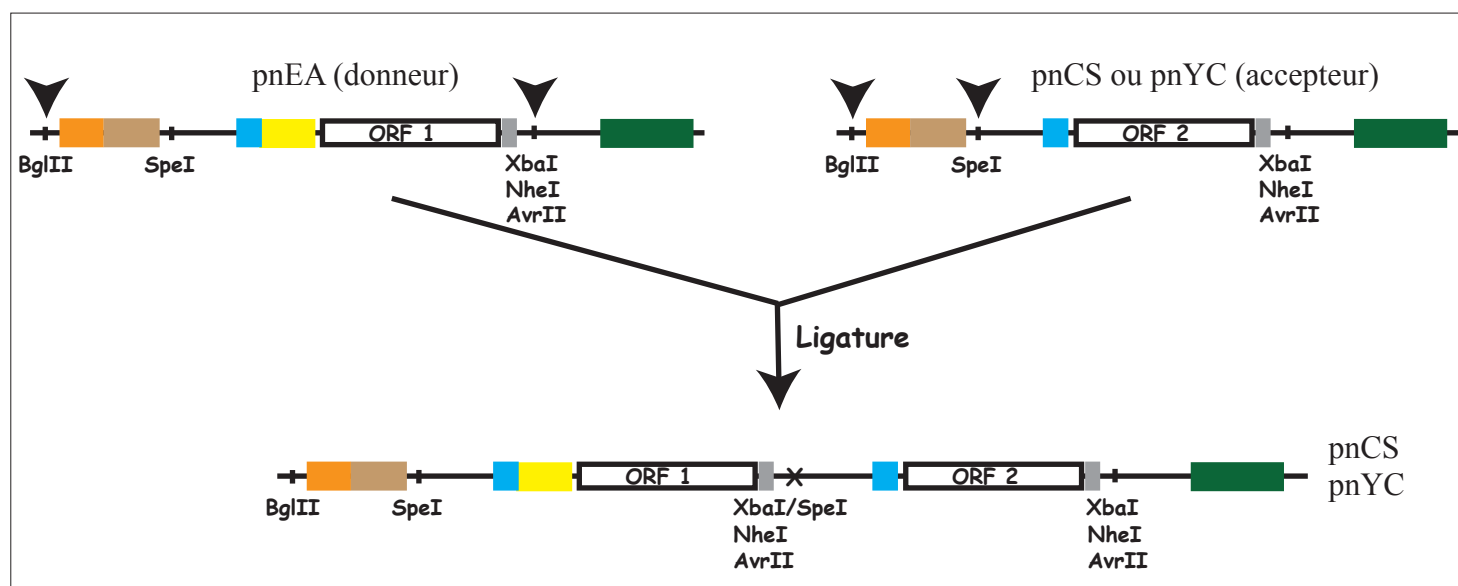 pnEA (donneur)
pnCS ou pnYC (accepteur)
ORF 1
ORF 2
BglII
SpeI
XbaI
NheI
AvrII
BglII
SpeI
XbaI
NheI
AvrII
Ligature
pnCS
pnYC
ORF 1
ORF 2
BglII
SpeI
XbaI/SpeI
NheI
AvrII
XbaI
NheI
AvrII